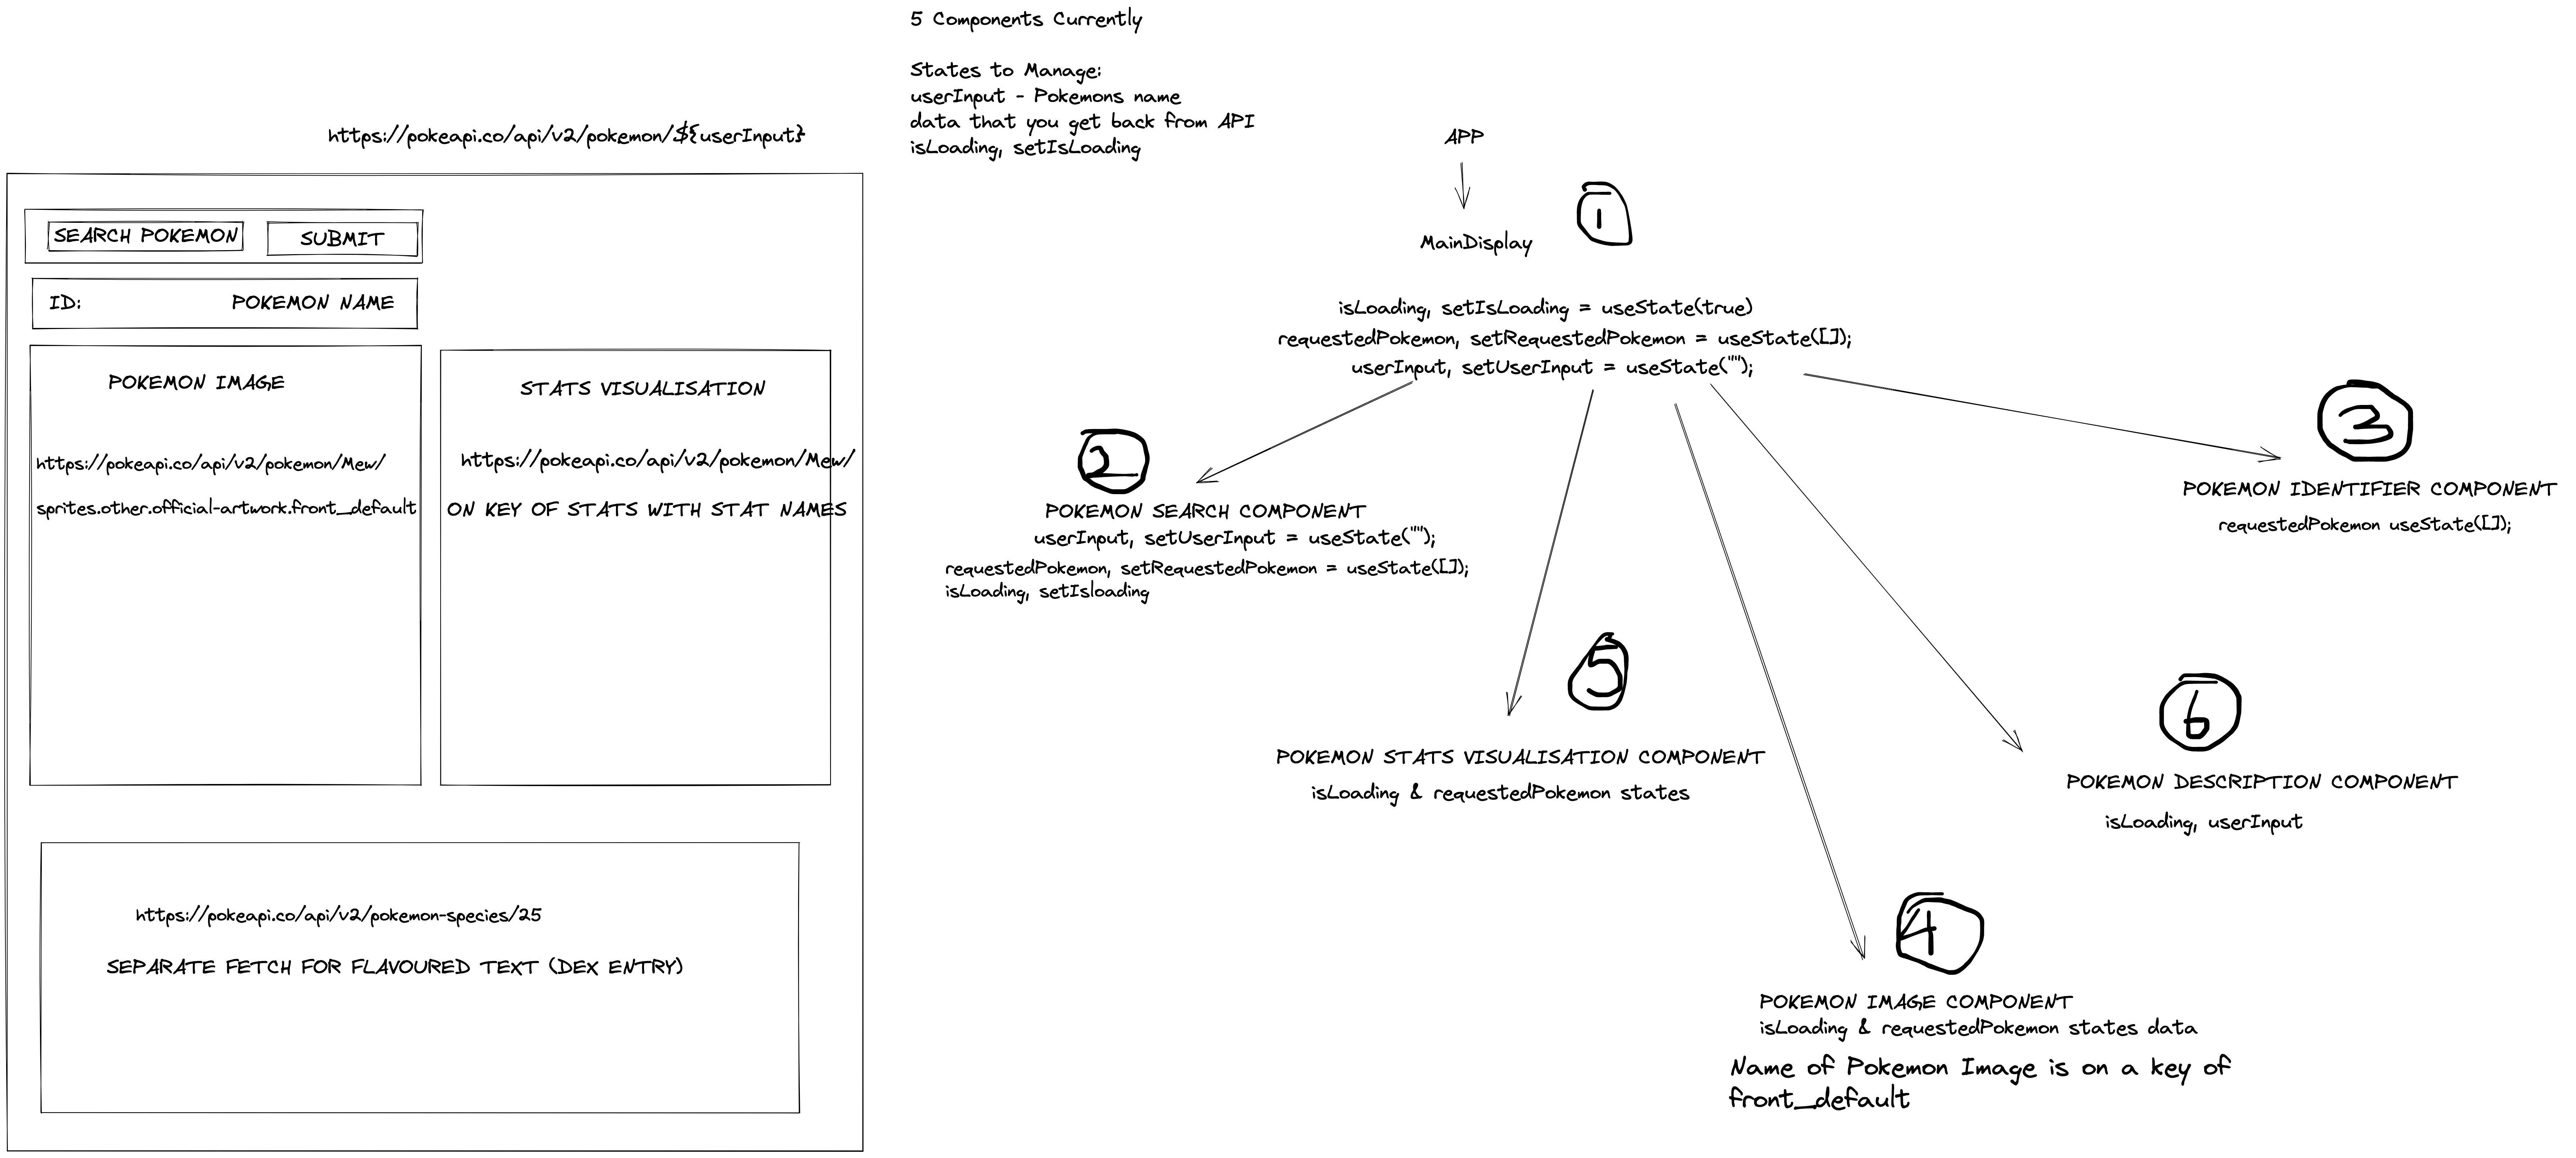 5 Components Currently
States to Manage:
userInput - Pokemons name
data that you get back from API
isLoading, setIsLoading
https://pokeapi.co/api/v2/pokemon/${userInput}
SEARCH POKEMON
SUBMIT
ID:
POKEMON NAME
POKEMON IMAGE
https://pokeapi.co/api/v2/pokemon/Mew/
sprites.other.official-artwork.front_default
STATS VISUALISATION
https://pokeapi.co/api/v2/pokemon/Mew/
ON KEY OF STATS WITH STAT NAMES
https://pokeapi.co/api/v2/pokemon-species/25
SEPARATE FETCH FOR FLAVOURED TEXT (DEX ENTRY)
APP
1
MainDisplay
isLoading, setIsLoading = useState(true)
requestedPokemon, setRequestedPokemon = useState([]);
userInput, setUserInput = useState("");
2
POKEMON SEARCH COMPONENT
userInput, setUserInput = useState("");
requestedPokemon, setRequestedPokemon = useState([]);
isLoading, setIsloading
3
POKEMON IDENTIFIER COMPONENT
requestedPokemon useState([]);
5
POKEMON STATS VISUALISATION COMPONENT
isLoading & requestedPokemon states
6
POKEMON DESCRIPTION COMPONENT
isLoading, userInput
4
POKEMON IMAGE COMPONENT
isLoading & requestedPokemon states data
Name of Pokemon Image is on a key of
front_default